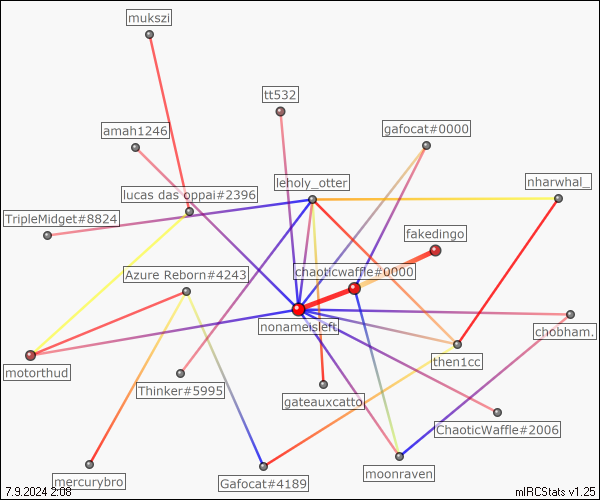 mukszi
tt532
amah1246
gafocat#0000
leholy_otter
nharwhal_
lucas das oppai#2396
TripleMidget#8824
fakedingo
chaoticwaffle#0000
Azure Reborn#4243
nonameisleft
chobham.
then1cc
motorthud
Thinker#5995
gateauxcatto
ChaoticWaffle#2006
moonraven
mercurybro
Gafocat#4189
7.9.2024 2:08
mIRCStats v1.25